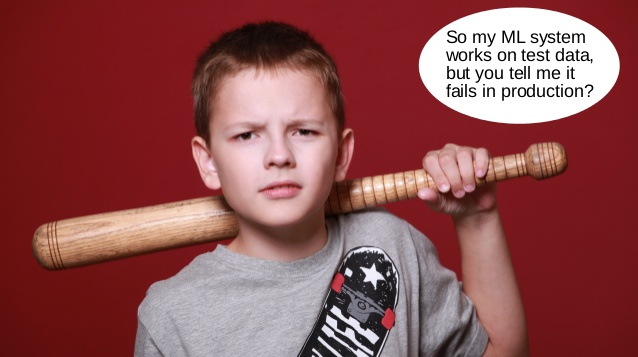 So my ML system
works on test data,
but you tell me it
fails in production?